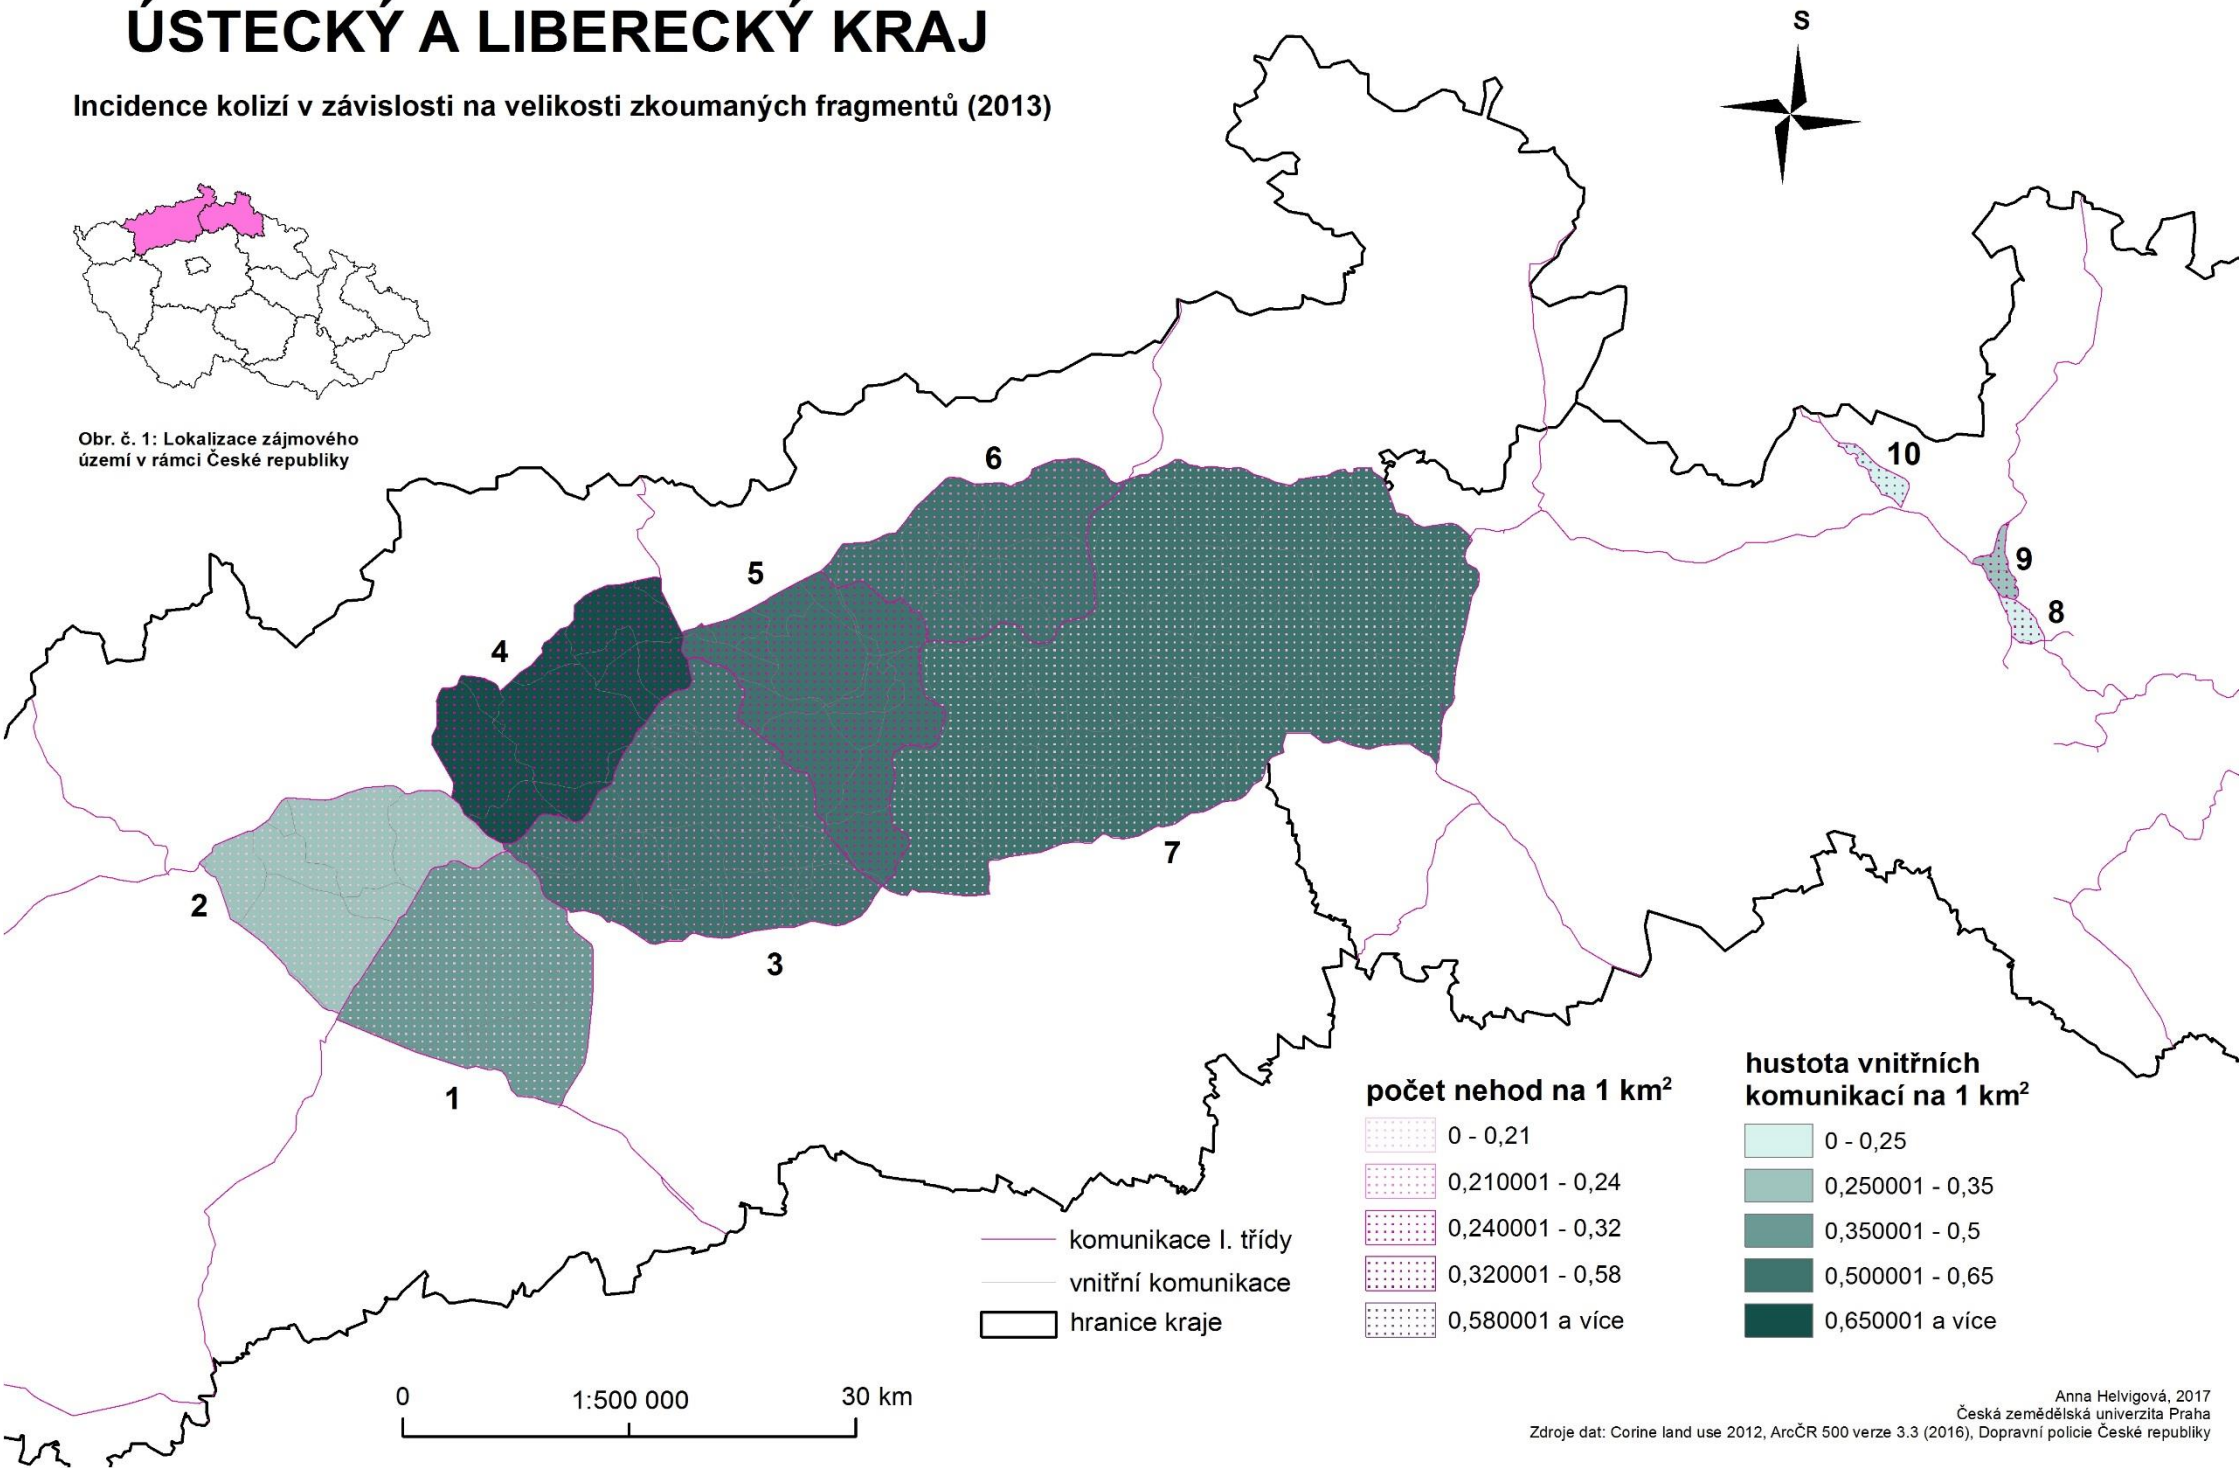 ÚSTECKÝ A LIBERECKÝ KRAJ
Incidence kolizí v závislosti na velikosti zkoumaných fragmentů (2013)
S
Obr. č. 1: Lokalizace zájmového
území v rámci České republiky
6
10
5
9
8
4
7
2
3
1
počet nehod na 1 km²
0 - 0,21
0,210001 - 0,24
0,240001 - 0,32
0,320001 - 0,58
0,580001 a více
hustota vnitřních
komunikací na 1 km²
0 - 0,25
0,250001 - 0,35
0,350001 - 0,5
0,500001 - 0,65
0,650001 a více
komunikace I. třídy
vnitřní komunikace
hranice kraje
0 1:500 000 30 km
Anna Helvigová, 2017
Česká zemědělská univerzita Praha
Zdroje dat: Corine land use 2012, ArcČR 500 verze 3.3 (2016), Dopravní policie České republiky